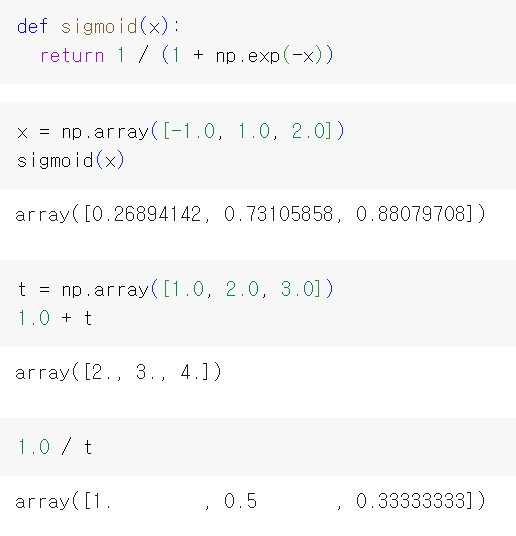 def sigmoid(x):
  return 1 / (1 + np.exp(-x))
x = np.array([-1.0, 1.0, 2.0])
sigmoid(x)
array([0.26894142, 0.73105858, 0.88079708])
t = np.array([1.0, 2.0, 3.0])
1.0 + t
array([2., 3., 4.])
1.0 / t
array([1.        , 0.5       , 0.33333333])